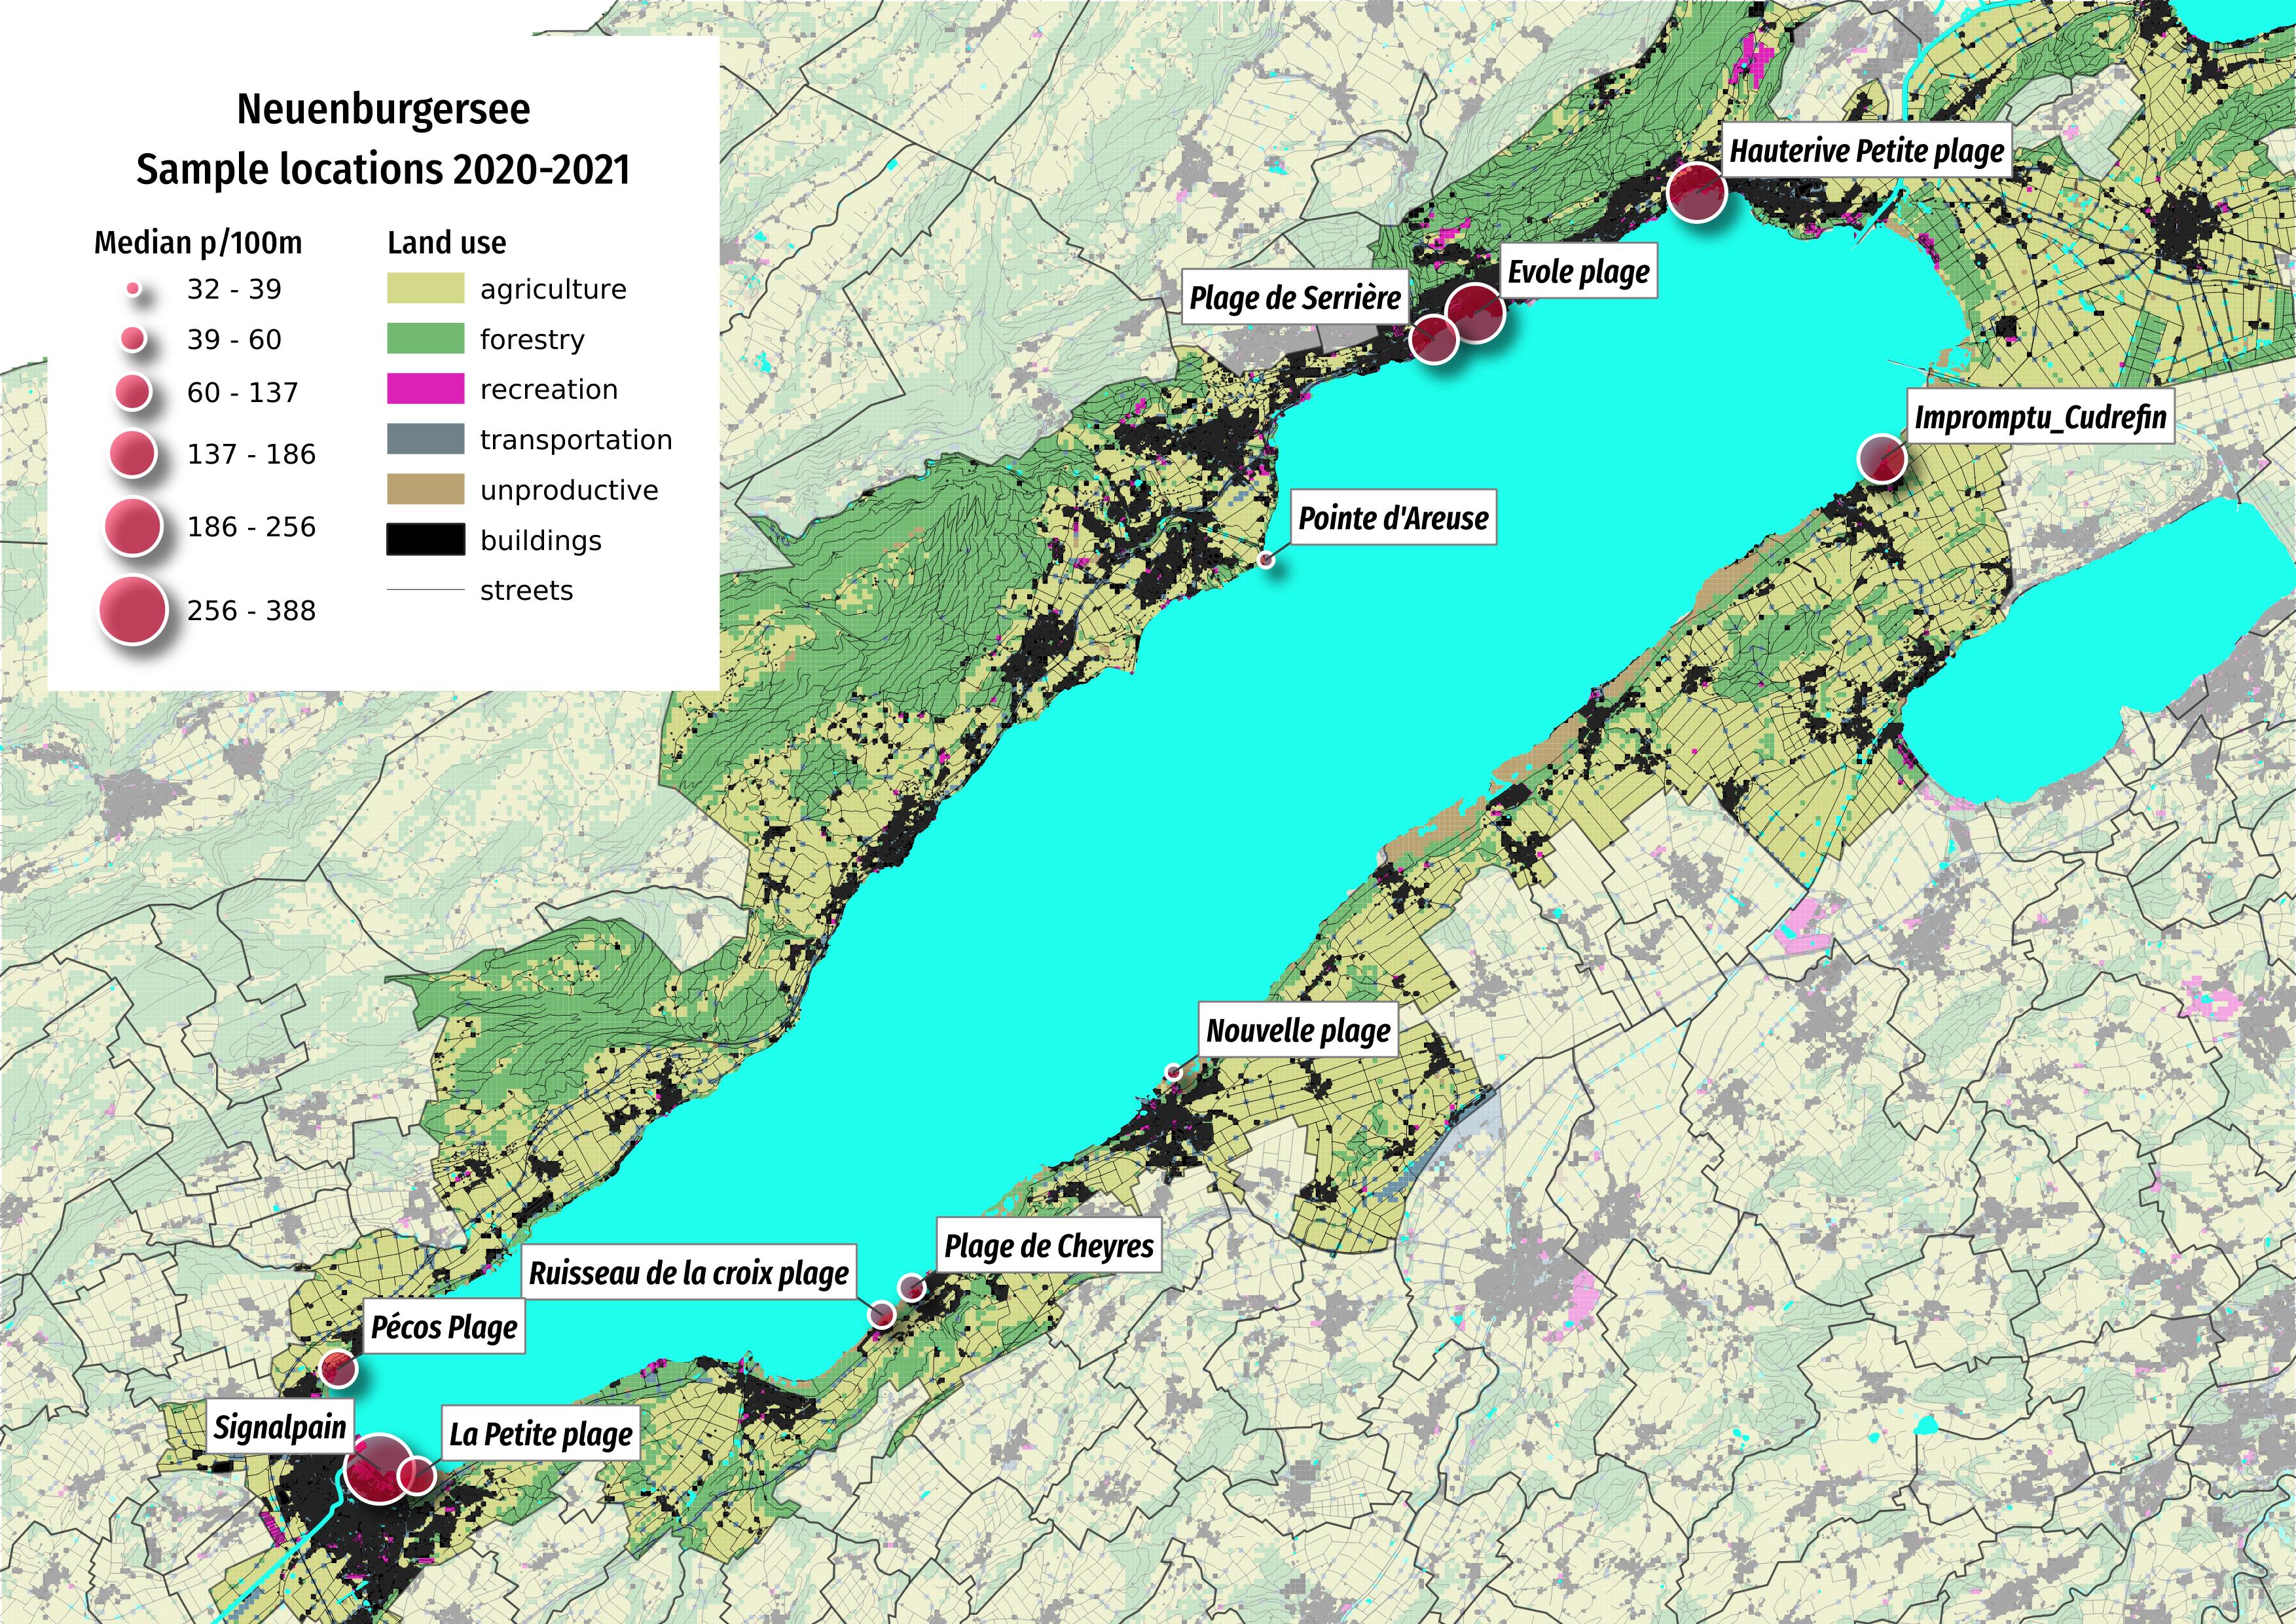 Neuenburgersee
Sample locations 2020-2021
Median p/100m
32 - 39
39 - 60
60 - 137
137 - 186
186 - 256
256 - 388
Land use
agriculture
forestry
recreation
transportation
unproductive
buildings
streets
Hauterive Petite plage
Evole plage
Plage de Serrière
Impromptu_Cudrefin
Pointe d'Areuse
Nouvelle plage
Plage de Cheyres
Ruisseau de la croix plage
Pécos Plage
Signalpain
La Petite plage